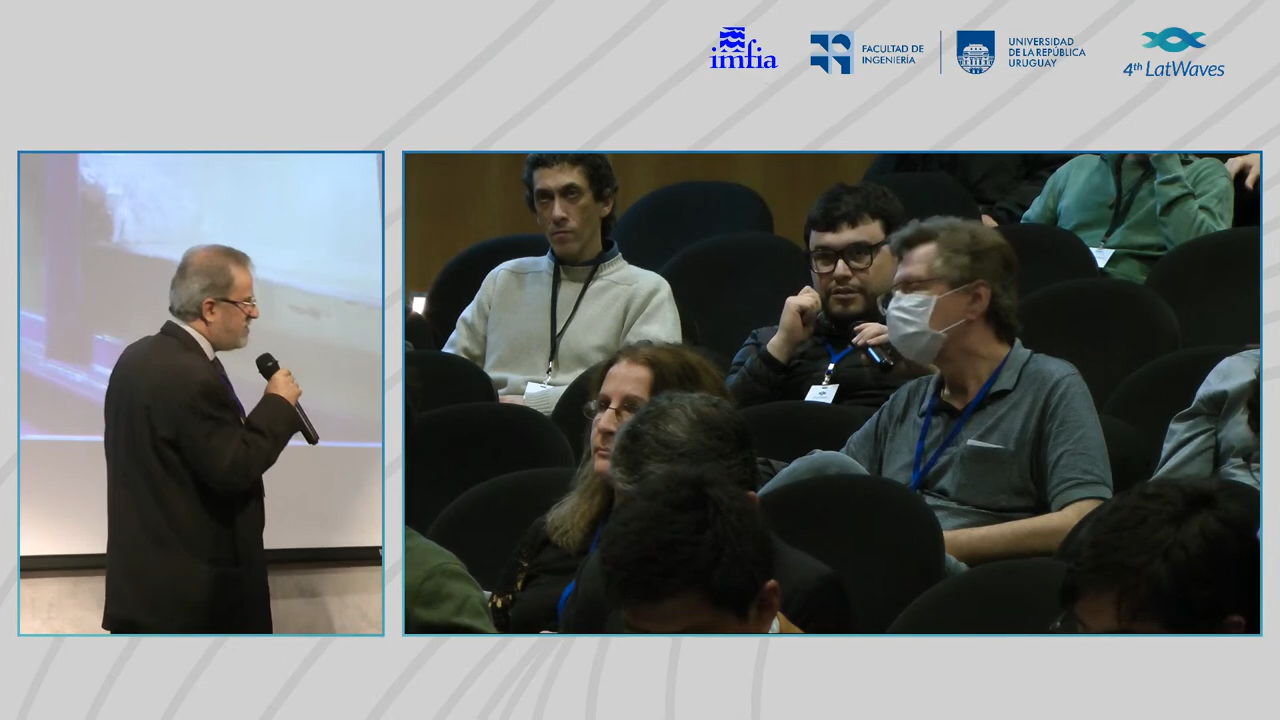 imfia
FACULTAD DE
INGENIERÍA
UNIVERSIDAD
DE LA REPÚBLICA
URUGUAY
4th LatWaves